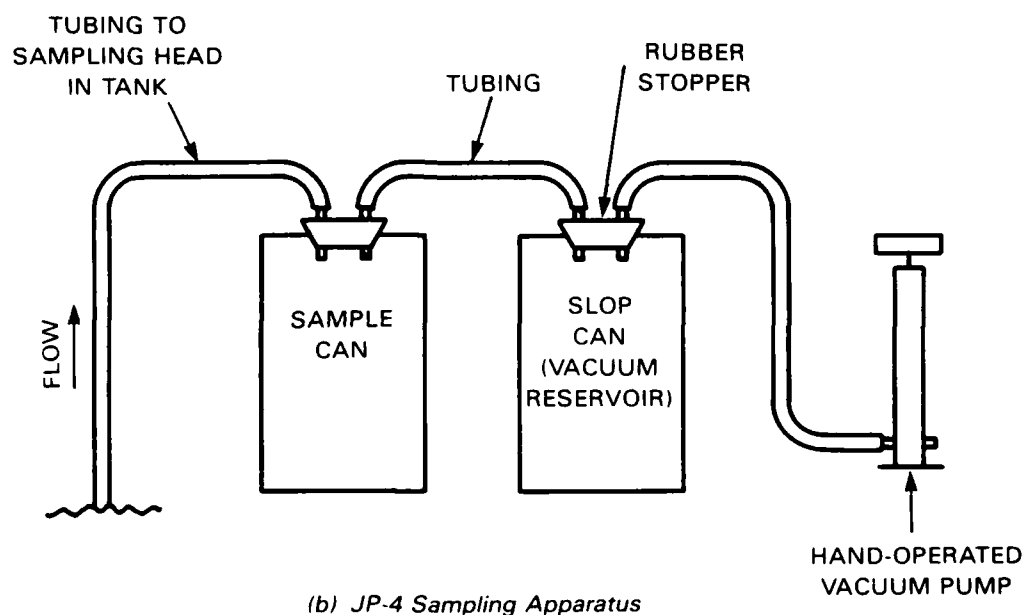 TUBING TO
SAMPLING HEAD
IN TANK
TUBING
RUBBER
STOPPER
FLOW
SAMPLE
CAN
SLOP
CAN
(VACUUM
RESERVOIR)
HAND-OPERATED
VACUUM PUMP
(b) JP-4 Sampling Apparatus